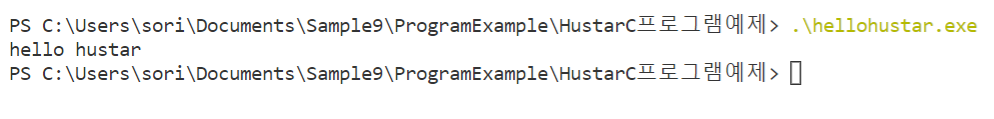 PS C:\Users\sori\Documents\Sample9\ProgramExample\HustarC프로그램예제> .\hellohustar.exe
hello hustar
PS C:\Users\sori\Documents\Sample9\ProgramExample\HustarC프로그램예제>